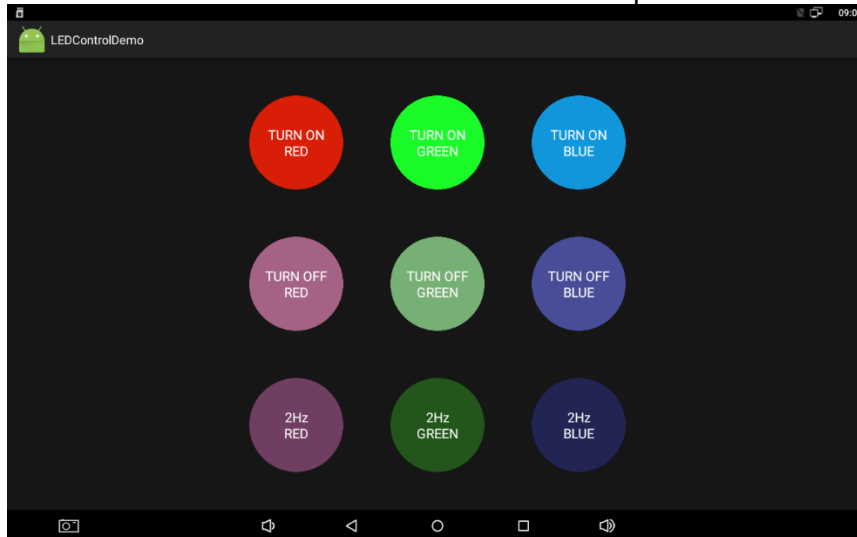 09:0
LEDControlDemo
TURN ON
RED
TURN ON
GREEN
TURN ON
BLUE
TURN OFF
RED
TURN OFF
GREEN
TURN OFF
BLUE
2Hz
RED
2Hz
GREEN
2Hz
BLUE